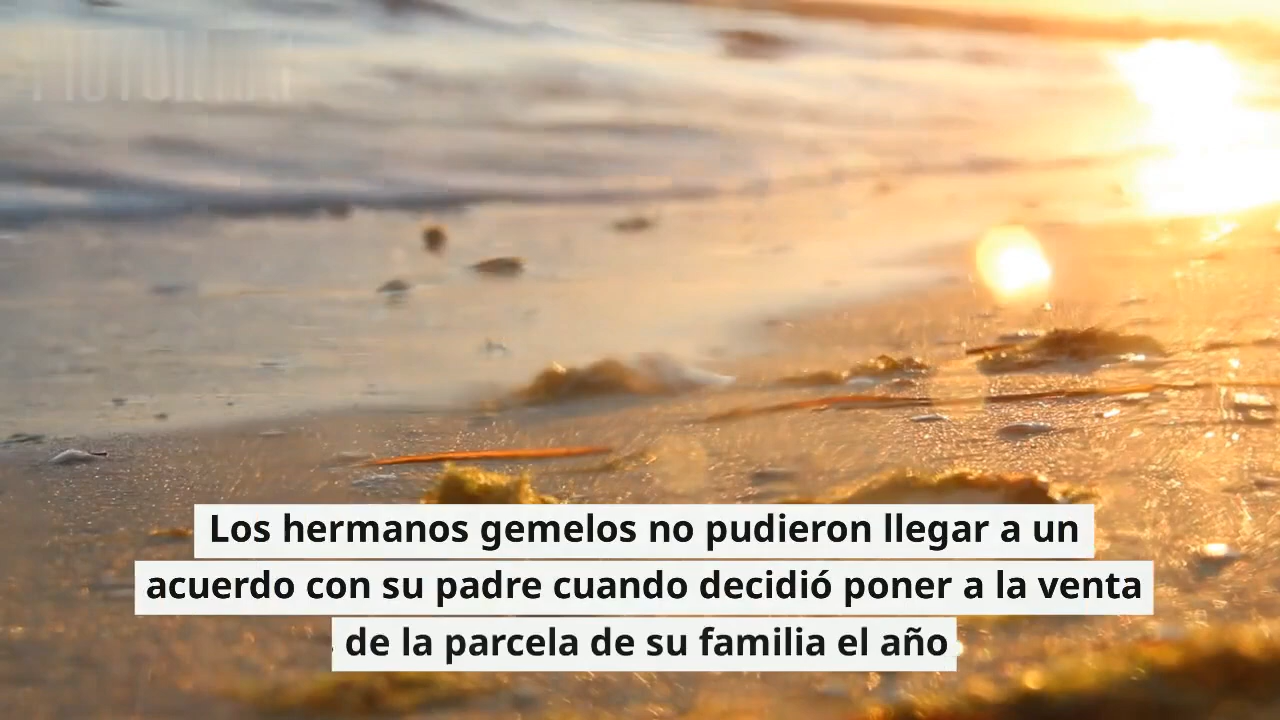 Los hermanos gemelos no pudieron llegar a un
acuerdo con su padre cuando decidió poner a la venta
de la parcela de su familia el año